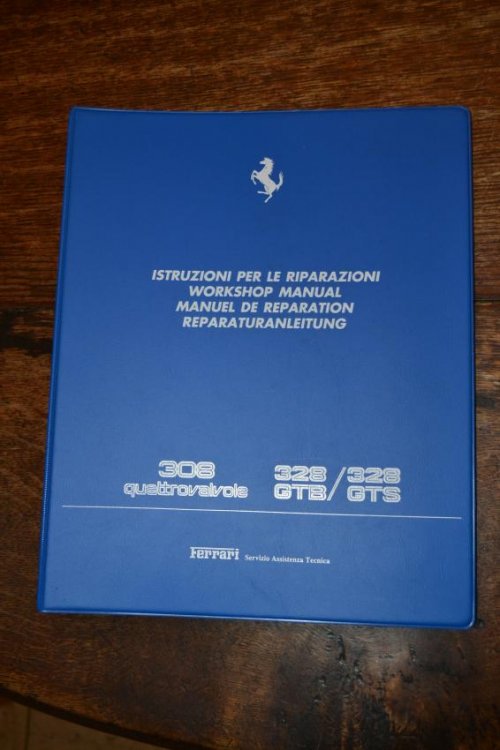 ISTRUZIONI PER LE RIPARAZIONI
WORKSHOP MANUAL
MANUEL DE REPARATION
REPARATURANLEITUNG
308 328/328
quattrovalvole GTB/GTS
Ferrari Servizio Assistenza Tecnica